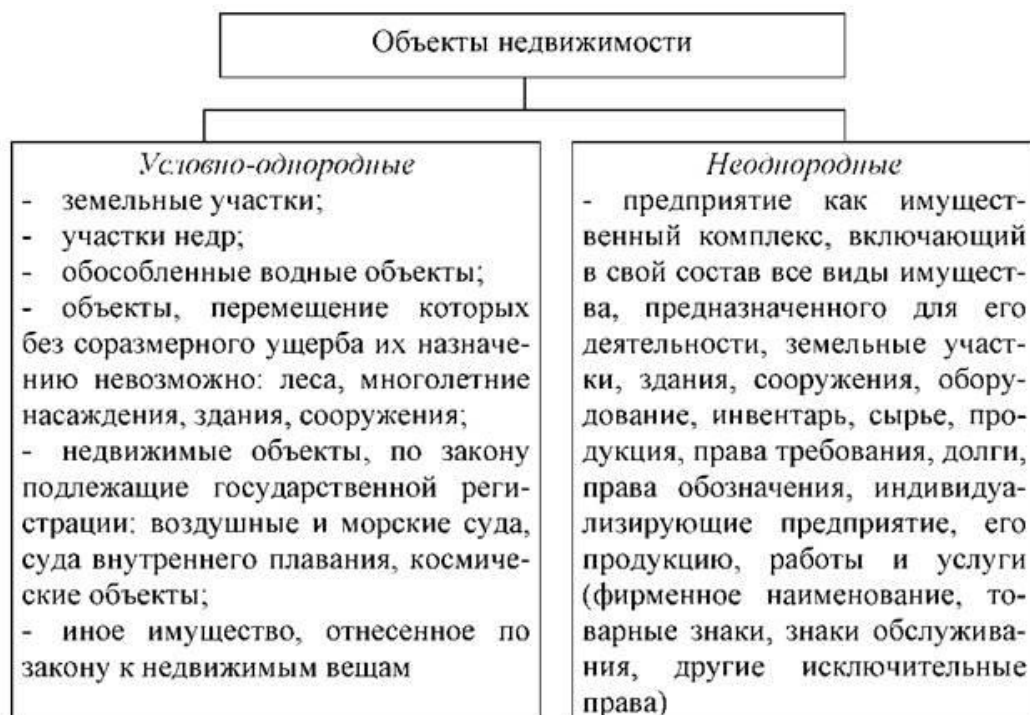 Объекты недвижимости
Условно-однородные
- земельные участки;
- участки недр;
- обособленные водные объекты;
- объекты, перемещение которых
без соразмерного ущерба их назначе-
нию невозможно: леса, многолетние
насаждения, здания, сооружения;
- недвижимые объекты, по закону
подлежащие государственной реги-
страции: воздушные и морские суда,
суда внутреннего плавания, космиче-
ские объекты;
- иное имущество, отнесенное по
закону к недвижимым вещам
Неоднородные
- предприятие как имущест-
венный комплекс, включающий
в свой состав все виды имущест-
ва, предназначенного для его
деятельности, земельные участ-
ки, здания, сооружения, обору-
дование, инвентарь, сырье, про-
дукция, права требования, долги,
права обозначения, индивидуа-
лизирующие предприятие, его
продукцию, работы и услуги
(фирменное наименование, то-
варные знаки, знаки обслужива-
ния, другие исключительные
права)